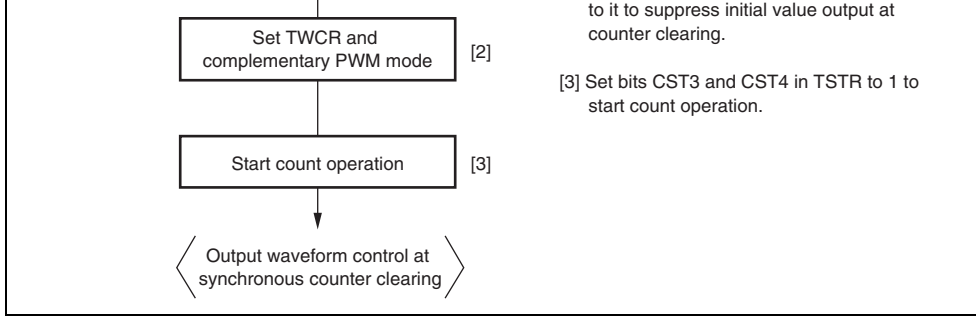 to it to suppress initial value output at
counter clearing.
Set TWCR and
complementary PWM mode
[2]
[3] Set bits CST3 and CST4 in TSTR to 1 to
start count operation.
Start count operation
[3]
Output waveform control at
synchronous counter clearing